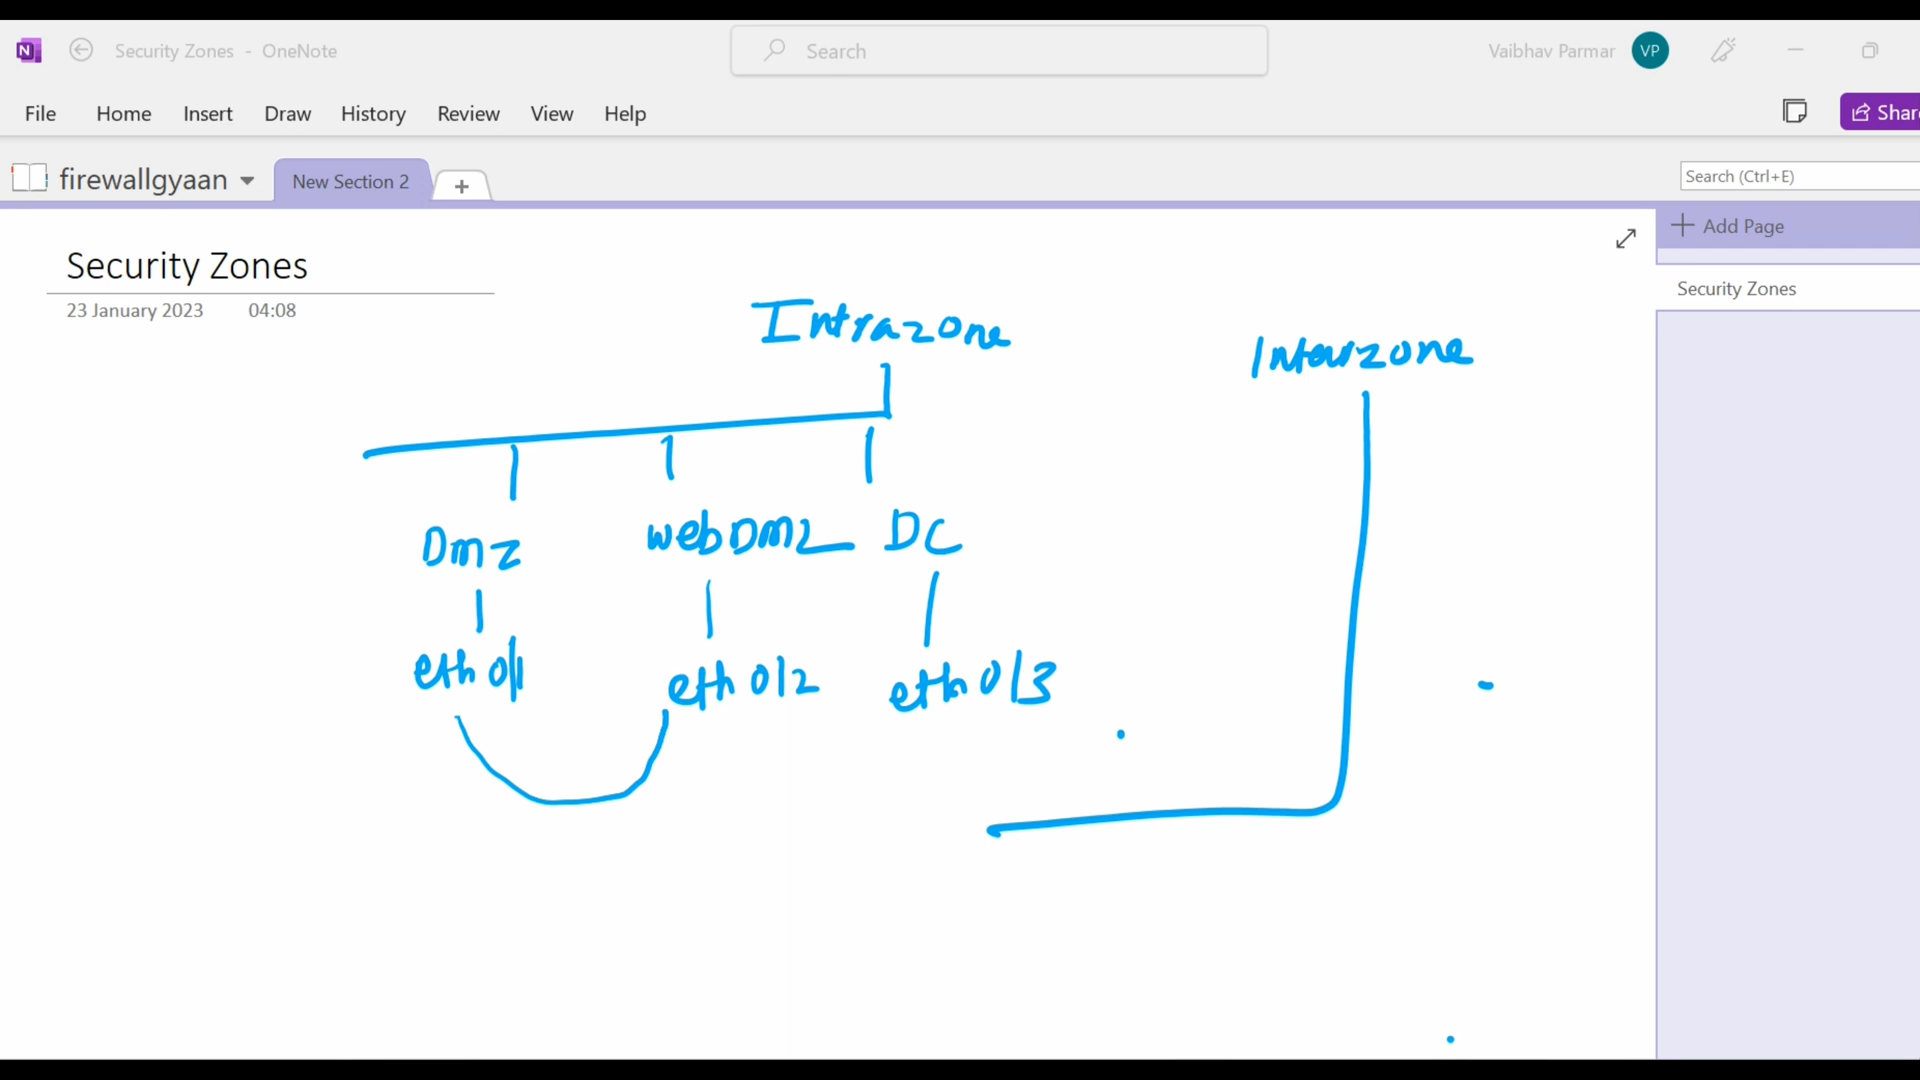 Security Zones - OneNote
Search
Vaibhav Parmar
VP
File Home Insert Draw History Review View Help
Shar
firewallgyaan
New Section 2
Search (Ctrl+E)
Add Page
Security Zones
Security Zones
23 January 2023 04:08
Intrazone
Interzone
Dmz
webDmz
DC
eth 0/1
eth 0/2
eth 0/3